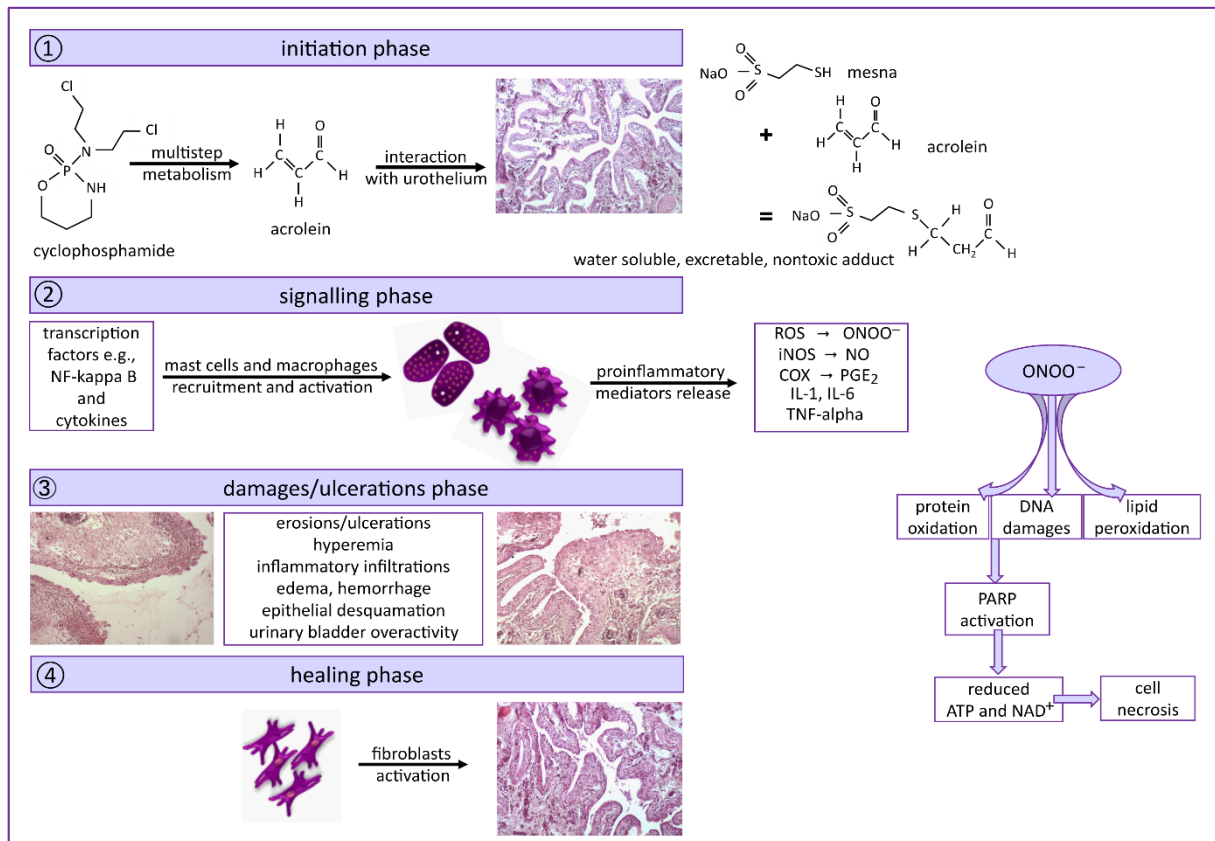 ① initiation phase
Cl
Cl
N
O
P
O
NH
cyclophosphamide
multistep
metabolism
H
O
H
H
H
acrolein
interaction
with urothelium
O
NaO
S
SH
O
mesna
+
H
O
H
C
C
C
H
H
acrolein
=
O
NaO
S
O
S
H
C
H
CH₂
O
C
H
water soluble, excretable, nontoxic adduct
② signalling phase
transcription
factors e.g.,
NF-kappa B
and
cytokines
mast cells and macrophages
recruitment and activation
proinflammatory
mediators release
ROS → ONOO⁻
iNOS → NO
COX → PGE₂
IL-1, IL-6
TNF-alpha
ONOO⁻
protein
oxidation
DNA
damages
lipid
peroxidation
PARP
activation
reduced
ATP and NAD⁺
cell
necrosis
③ damages/ulcerations phase
erosions/ulcerations
hyperemia
inflammatory infiltrations
edema, hemorrhage
epithelial desquamation
urinary bladder overactivity
④ healing phase
fibroblasts
activation